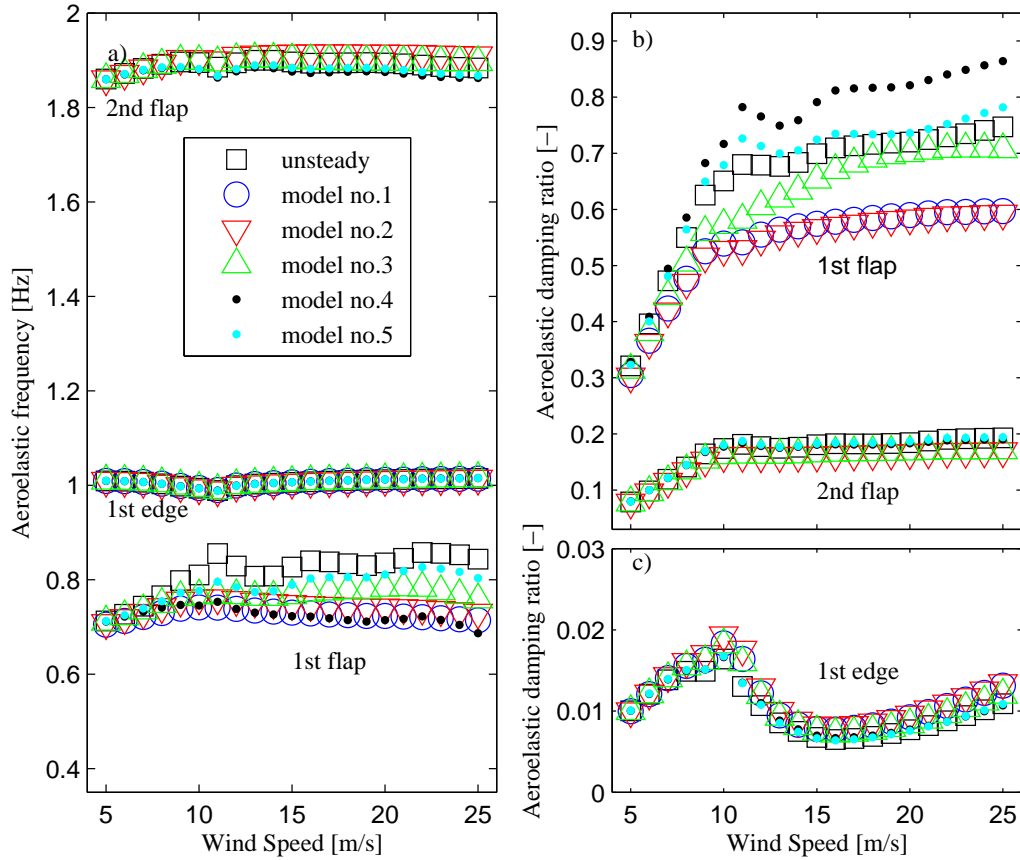 a)
2
1.8
1.6
1.4
1.2
1
0.8
0.6
0.4
Aeroelastic frequency [Hz]
2nd flap
unsteady
model no.1
model no.2
model no.3
model no.4
model no.5
1st edge
1st flap
5 10 15 20 25
Wind Speed [m/s]
b)
0.9
0.8
0.7
0.6
0.5
0.4
0.3
0.2
0.1
Aeroelastic damping ratio [−]
1st flap
2nd flap
c)
0.03
0.02
0.01
0
Aeroelastic damping ratio [−]
1st edge
5 10 15 20 25
Wind Speed [m/s]